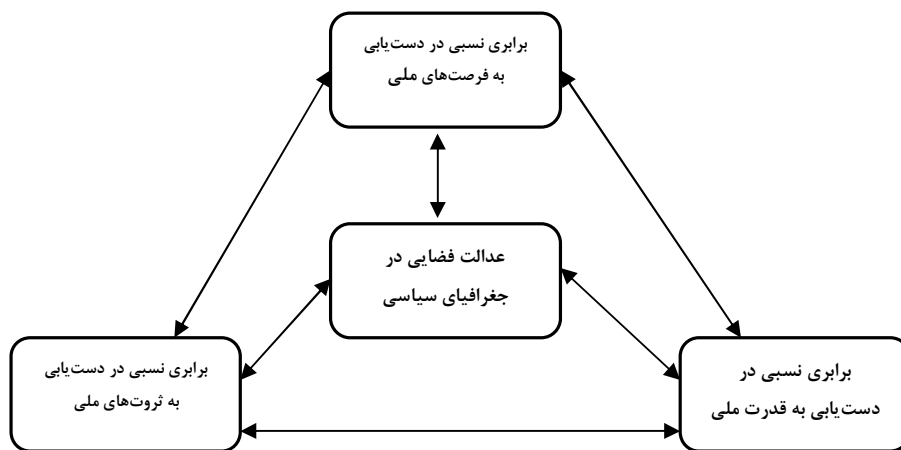 برابری نسبی در دست‌یابی
به فرصت‌های ملی
عدالت فضایی در
جغرافیای سیاسی
برابری نسبی در
دست‌یابی به قدرت ملی
برابری نسبی در دست‌یابی
به ثروت‌های ملی